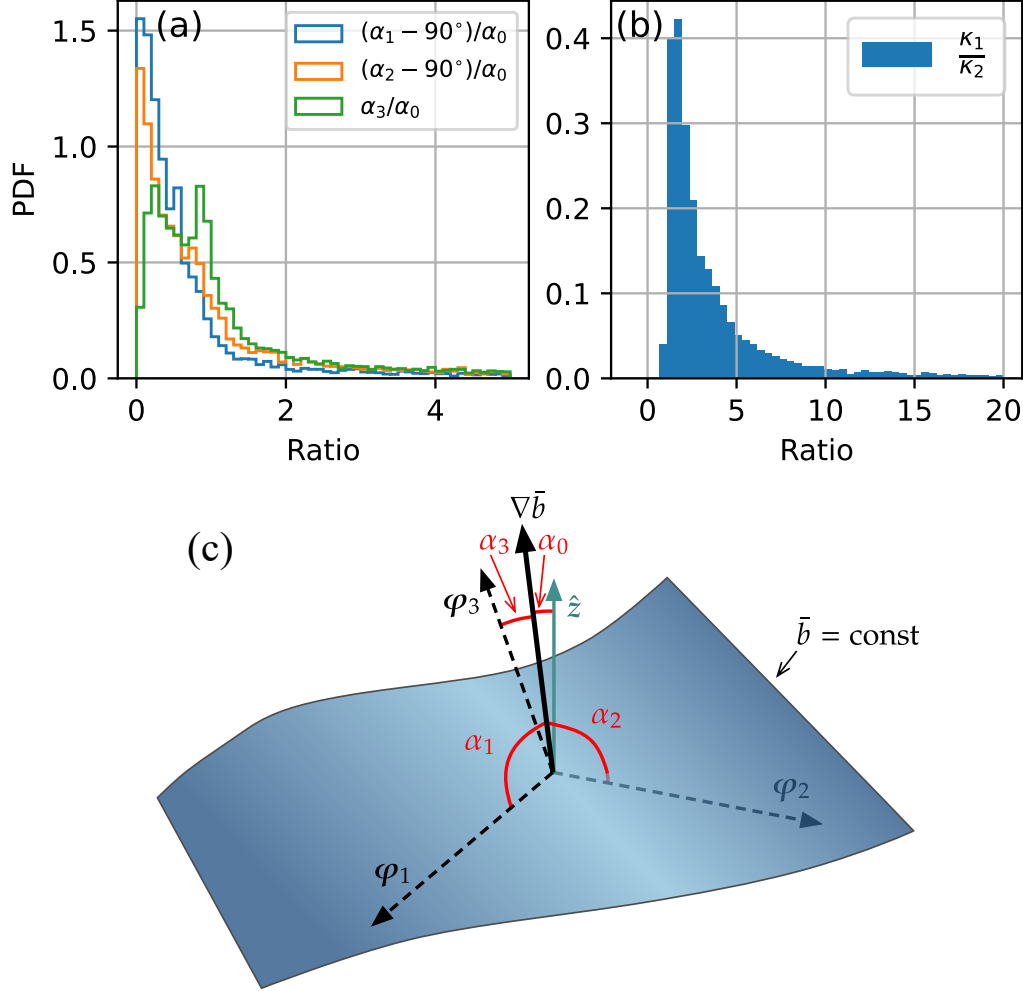 (a)
(α₁ − 90°)/α₀
(α₂ − 90°)/α₀
α₃/α₀
PDF
1.5
1.0
0.5
0.0
0 2 4
Ratio
(b)
κ₁
κ₂
0.4
0.3
0.2
0.1
0.0
0 5 10 15 20
Ratio
(c)
∇b̄
α₃ α₀
φ₃
ẑ
b̄ = const
α₁
α₂
φ₂
φ₁